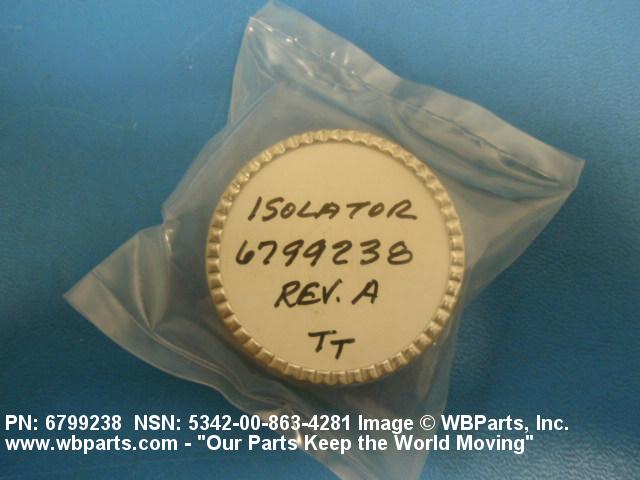 ISOLATOR
6799238
REV. A
TT
PN: 6799238 NSN: 5342-00-863-4281 Image © WBParts, Inc.
www.wbparts.com - "Our Parts Keep the World Moving"